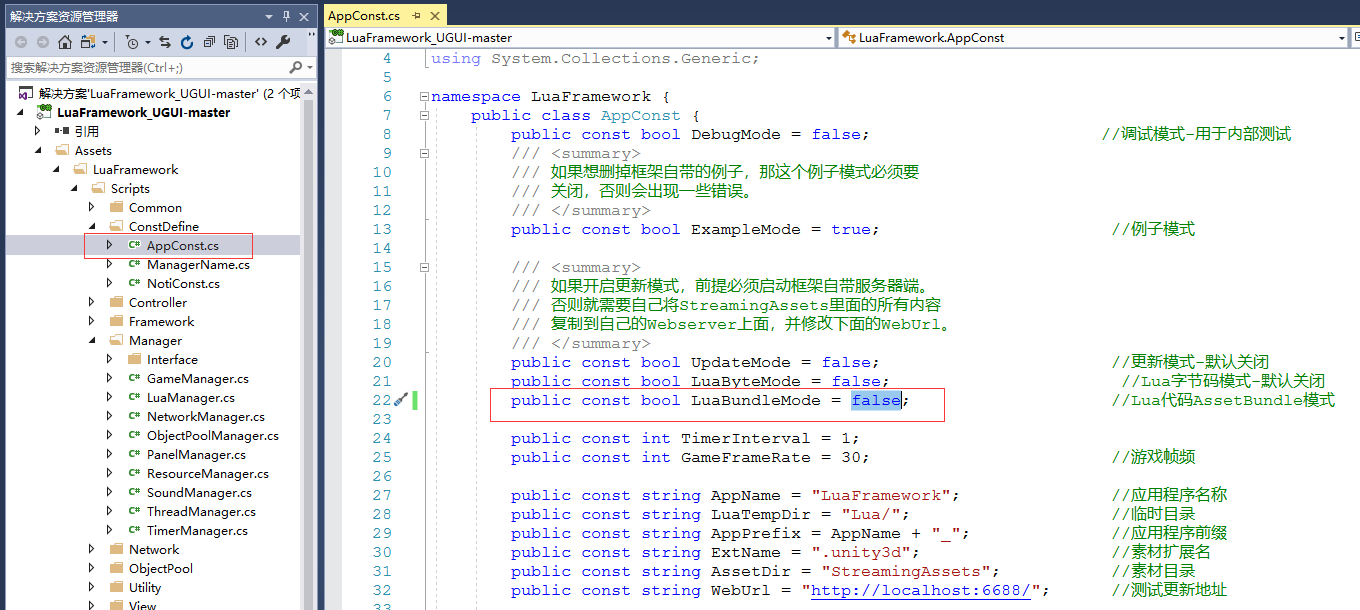 解决方案资源管理器
搜索解决方案资源管理器(Ctrl+;)
解决方案'LuaFramework_UGUI-master' (2 个项
LuaFramework_UGUI-master
引用
Assets
LuaFramework
Scripts
Common
ConstDefine
C# AppConst.cs
C# ManagerName.cs
C# NotiConst.cs
Controller
Framework
Manager
Interface
C# GameManager.cs
C# LuaManager.cs
C# NetworkManager.cs
C# ObjectPoolManager.cs
C# PanelManager.cs
C# ResourceManager.cs
C# SoundManager.cs
C# ThreadManager.cs
C# TimerManager.cs
Network
ObjectPool
Utility
View
AppConst.cs
LuaFramework_UGUI-master
LuaFramework.AppConst
4 using System.Collections.Generic;
5
6 namespace LuaFramework {
7 public class AppConst {
8 public const bool DebugMode = false; //调试模式-用于内部测试
9 /// <summary>
10 /// 如果想删掉框架自带的例子，那这个例子模式必须要
11 /// 关闭，否则会出现一些错误。
12 /// </summary>
13 public const bool ExampleMode = true; //例子模式
14
15 /// <summary>
16 /// 如果开启更新模式，前提必须启动框架自带服务器端。
17 /// 否则就需要自己将StreamingAssets里面的所有内容
18 /// 复制到自己的Webserver上面，并修改下面的WebUrl。
19 /// </summary>
20 public const bool UpdateMode = false; //更新模式-默认关闭
21 public const bool LuaByteMode = false; //Lua字节码模式-默认关闭
22 public const bool LuaBundleMode = false; //Lua代码AssetBundle模式
23
24 public const int TimerInterval = 1;
25 public const int GameFrameRate = 30; //游戏帧频
26
27 public const string AppName = "LuaFramework"; //应用程序名称
28 public const string LuaTempDir = "Lua/"; //临时目录
29 public const string AppPrefix = AppName + "_"; //应用程序前缀
30 public const string ExtName = ".unity3d"; //素材扩展名
31 public const string AssetDir = "StreamingAssets"; //素材目录
32 public const string WebUrl = "http://localhost:6688/"; //测试更新地址
33